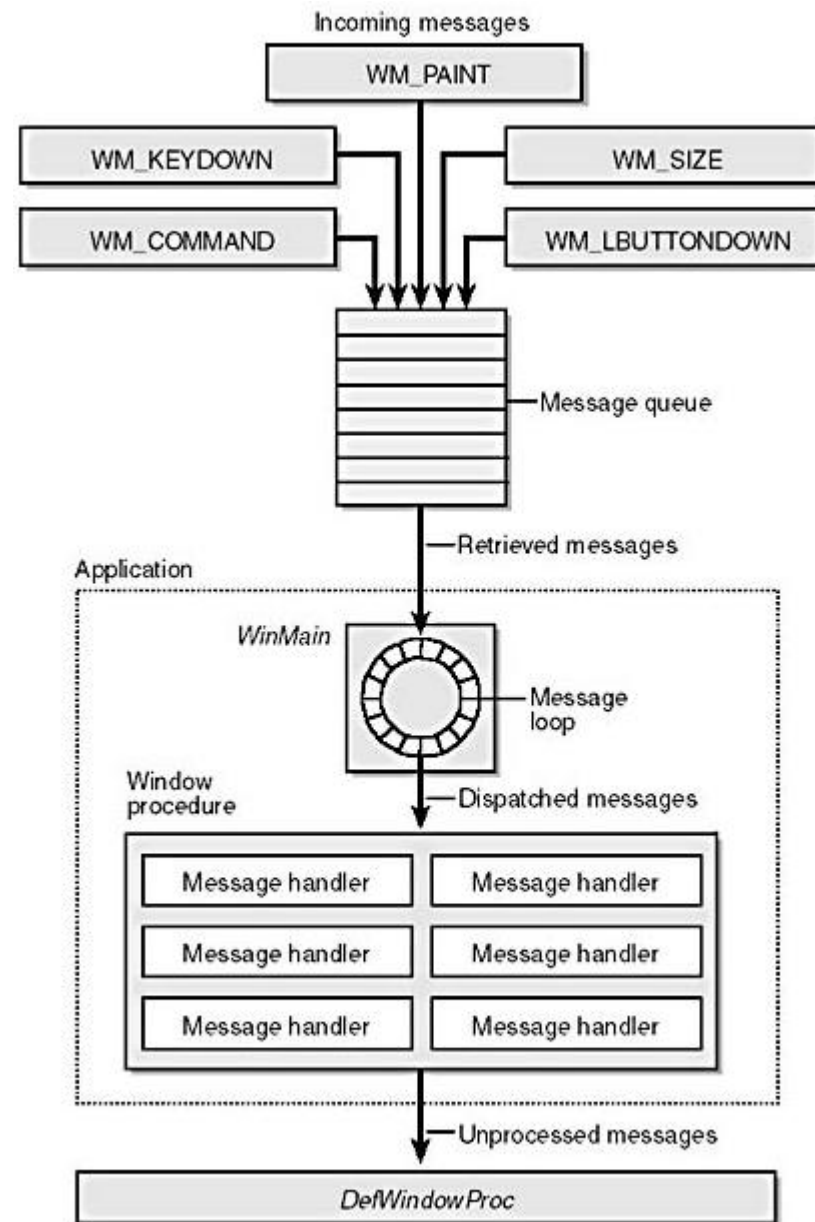 Incoming messages
WM_PAINT
WM_KEYDOWN
WM_SIZE
WM_COMMAND
WM_LBUTTONDOWN
Message queue
Retrieved messages
Application
WinMain
Message
loop
Window
procedure
Dispatched messages
Message handler
Message handler
Message handler
Message handler
Message handler
Message handler
Unprocessed messages
DefWindowProc